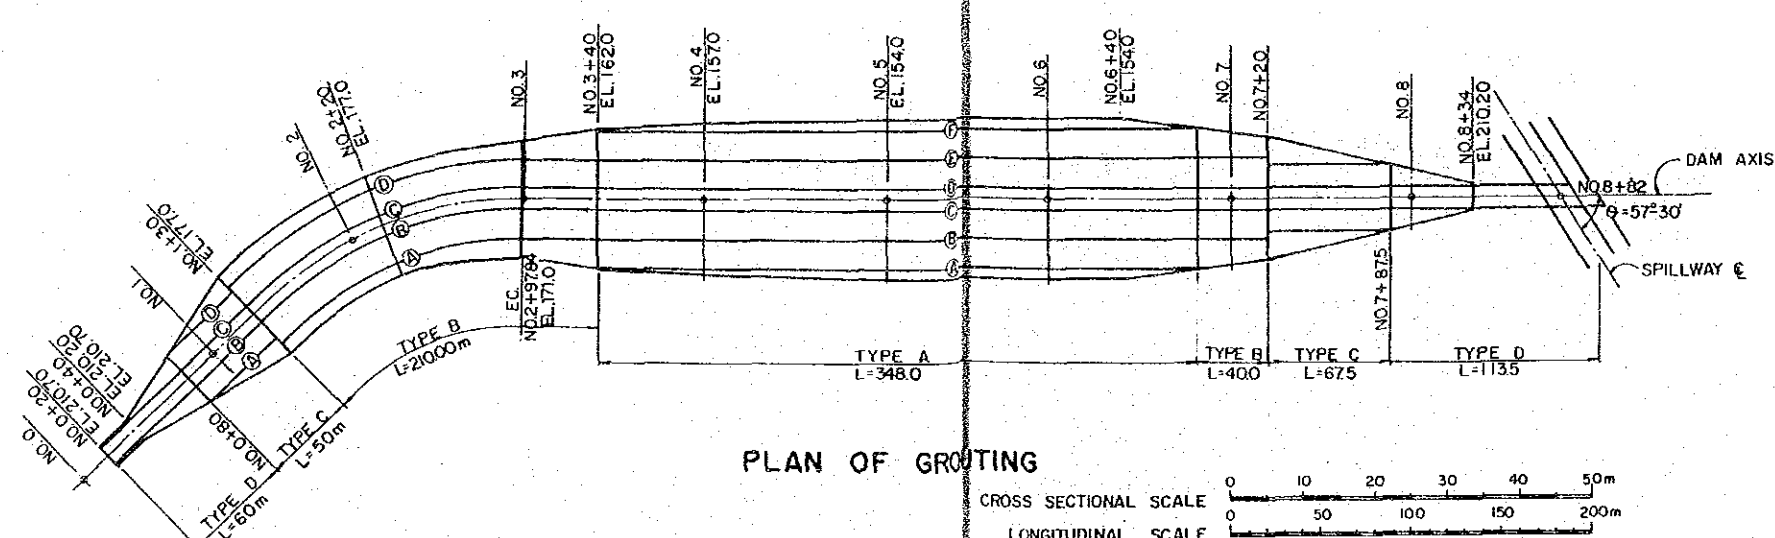 NO.0
NO.0+20
EL.210.70
NO.0+40
EL.210.20
EL.210.70
NO.0+80
NO.1
NO.1+30
EL.177.0
NO.2
NO.2+20
EL.177.0
NO.3
E.C.
NO.2+97.84
EL.171.0
NO.3+40
EL.162.0
NO.4
EL.157.0
NO.5
EL.154.0
NO.6
NO.6+40
EL.154.0
NO.7
NO.7+20
NO.7+87.5
NO.8
NO.8+34
EL.210.20
NO.8+82
θ=57°30'
DAM AXIS
SPILLWAY ℄
D
C
B
A
D
C
B
A
F
E
D
C
B
A
TYPE D
L=60m
TYPE C
L=50m
TYPE B
L=210.00m
TYPE A
L=348.0
TYPE B
L=40.0
TYPE C
L=67.5
TYPE D
L=113.5
PLAN OF GROUTING
CROSS SECTIONAL SCALE
0 10 20 30 40 50m
LONGITUDINAL SCALE
0 50 100 150 200m